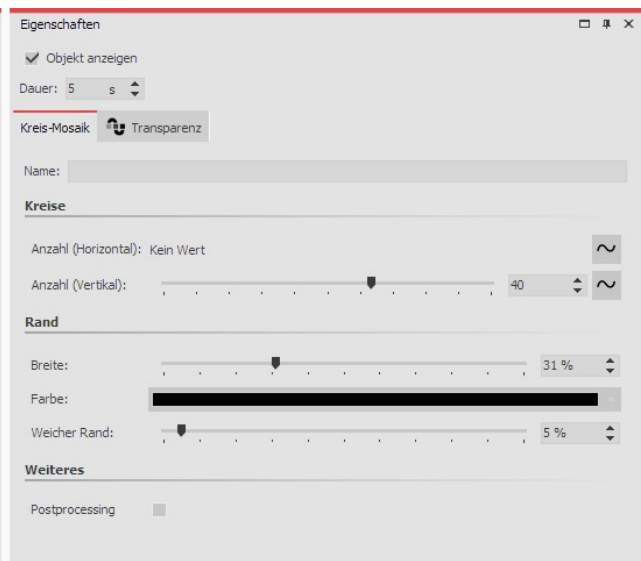 Eigenschaften
Objekt anzeigen
Dauer: 5 s
Kreis-Mosaik Transparenz
Name:
Kreise
Anzahl (Horizontal): Kein Wert
Anzahl (Vertikal): 40
Rand
Breite: 31 %
Farbe:
Weicher Rand: 5 %
Weiteres
Postprocessing